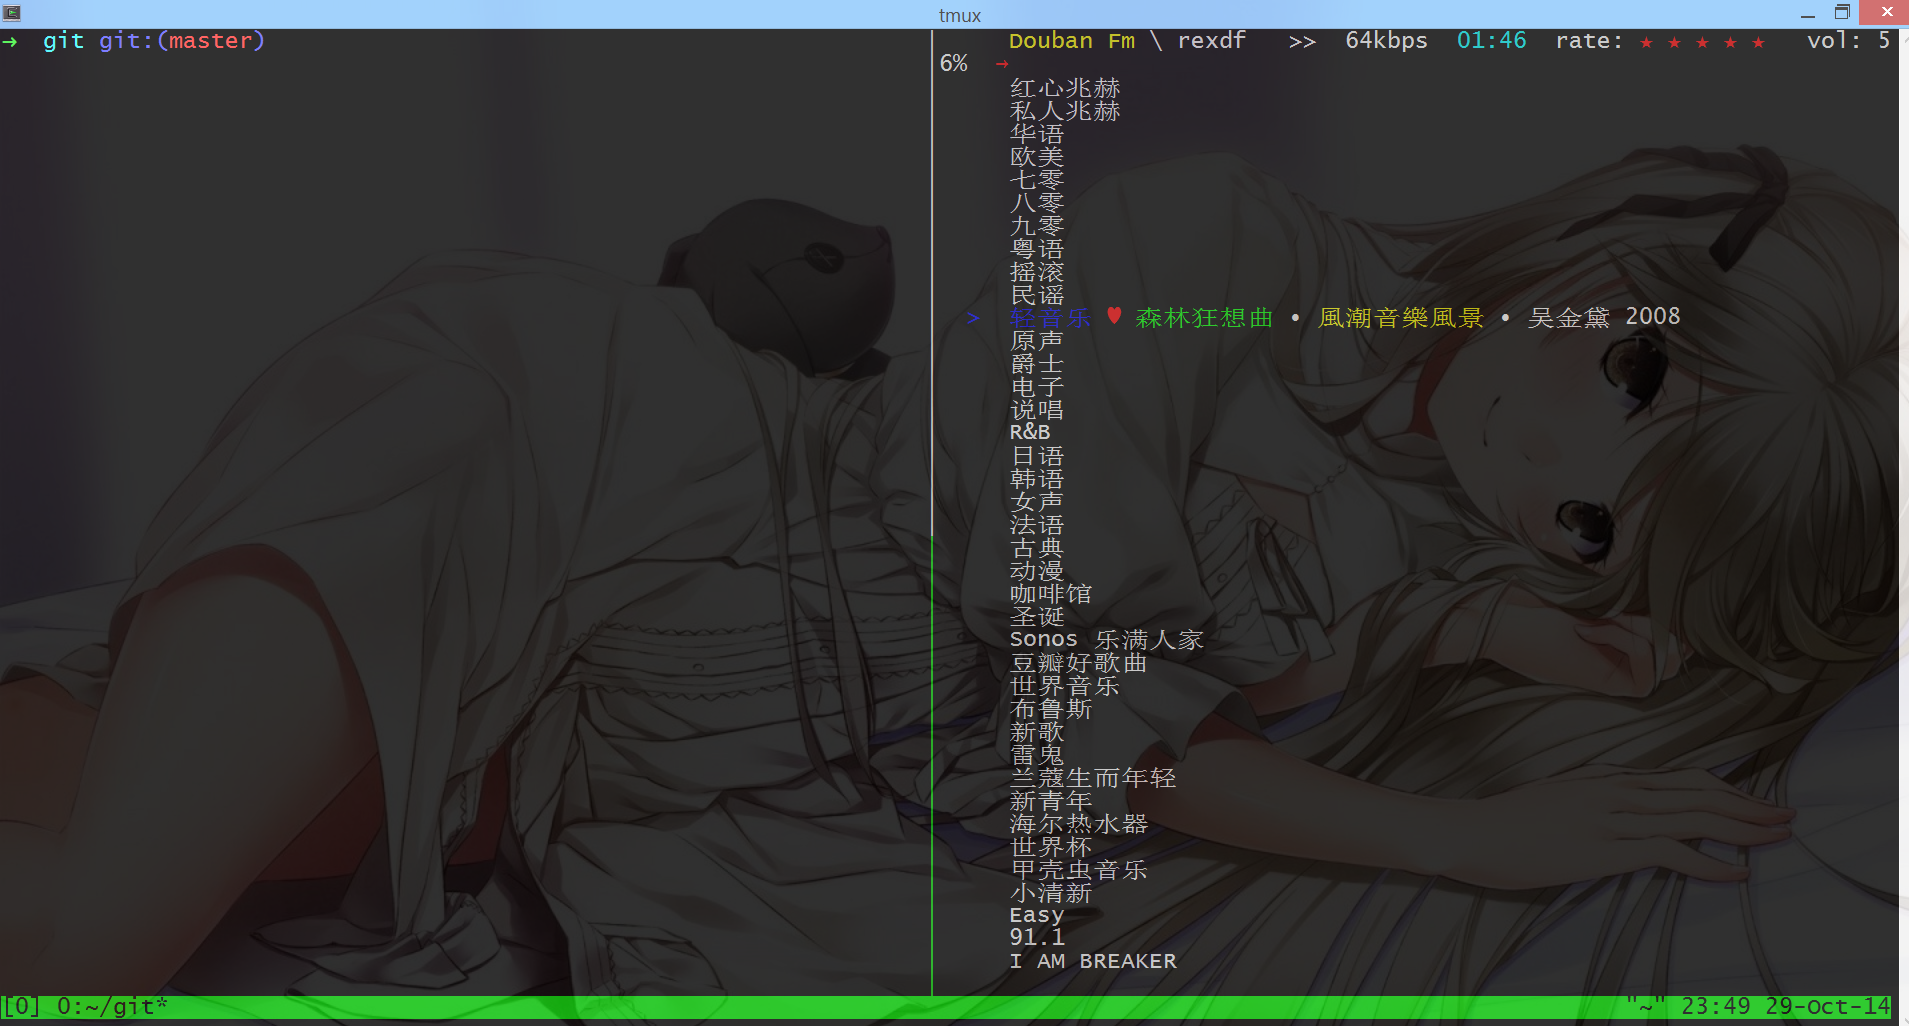 tmux
→ git git:(master)
Douban Fm \ rexdf >> 64kbps 01:46 rate: ★ ★ ★ ★ ★ vol: 5
6% →
红心兆赫
私人兆赫
华语
欧美
七零
八零
九零
粤语
摇滚
民谣
> 轻音乐 ♥ 森林狂想曲 • 風潮音樂風景 • 吴金黛 2008
原声
爵士
电子
说唱
R&B
日语
韩语
女声
法语
古典
动漫
咖啡馆
圣诞
Sonos 乐满人家
豆瓣好歌曲
世界音乐
布鲁斯
新歌
雷鬼
兰蔻生而年轻
新青年
海尔热水器
世界杯
甲壳虫音乐
小清新
Easy
91.1
I AM BREAKER
[0] 0:~/git* "~" 23:49 29-Oct-14